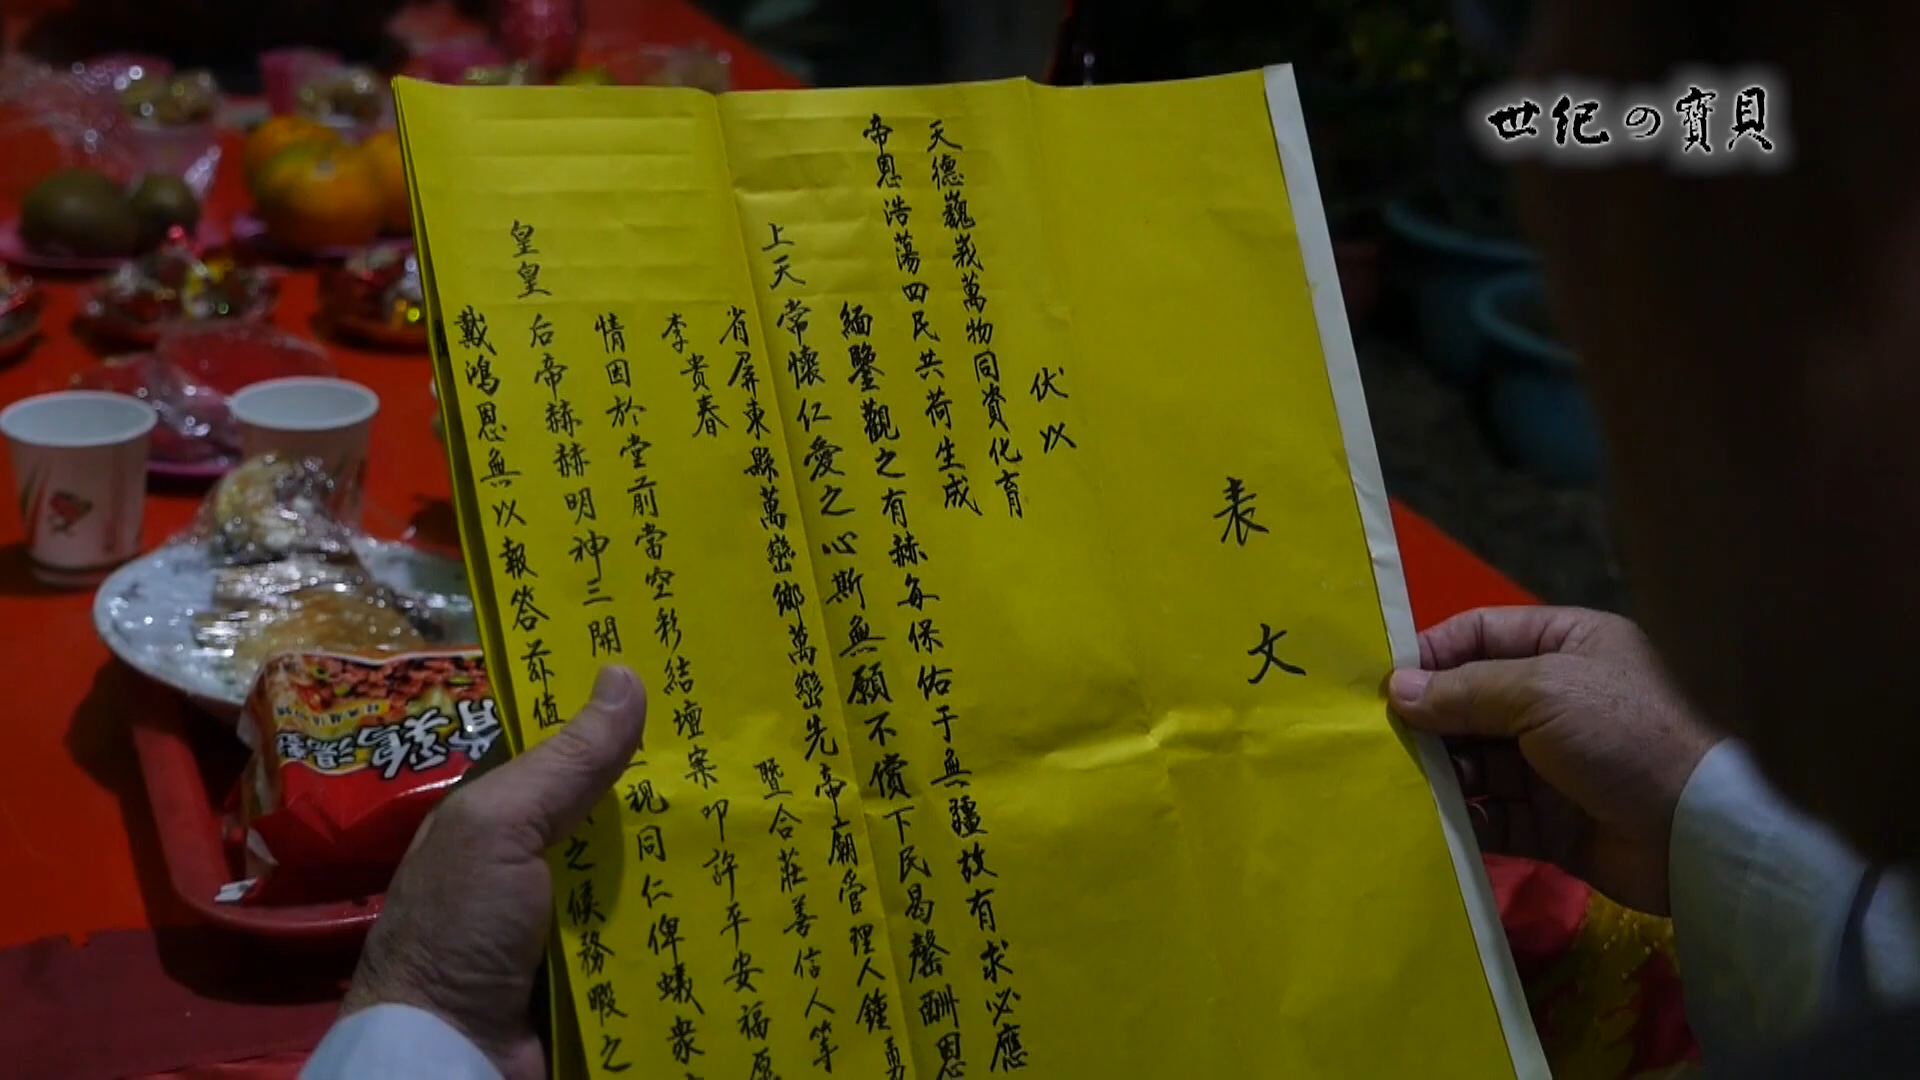 世紀の寶貝
表文
伏以
天德巍峩萬物同資化育
帝恩浩蕩四民共荷生成
緬鑒觀之有赫每保佑于無疆故有求必應
上天常懷仁愛之心斯無願不償下民曷罄酬恩
省屏東縣萬巒鄉萬巒先帝廟管理人鍾勇
李貴春 暨合莊善信人等
情因於堂前當空彩結壇案叩許平安福愿
后帝赫赫明神三開 視同仁俾蟻衆
皇皇
戴鴻恩無以報答茲值 之候務暇之